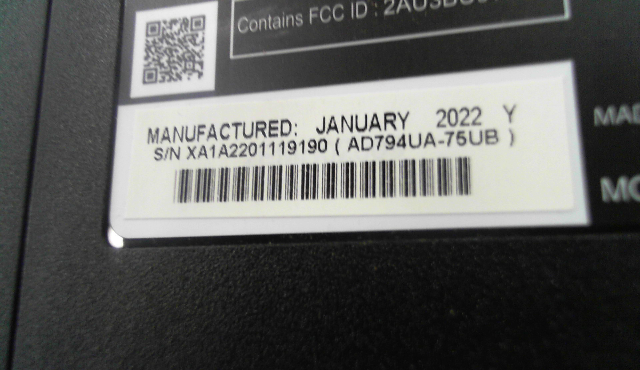 Contains FCC ID :
MANUFACTURED: JANUARY 2022 Y
S/N XA1A2201119190 ( AD794UA-75UB )